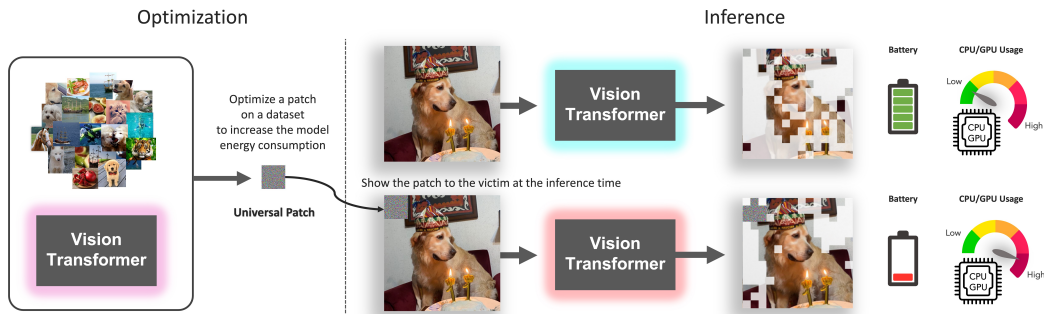 Optimization
Inference
Optimize a patch
on a dataset
to increase the model
energy consumption
Universal Patch
Vision
Transformer
Vision
Transformer
Battery
CPU/GPU Usage
Low
High
CPU
GPU
Show the patch to the victim at the inference time
Vision
Transformer
Battery
CPU/GPU Usage
Low
High
CPU
GPU